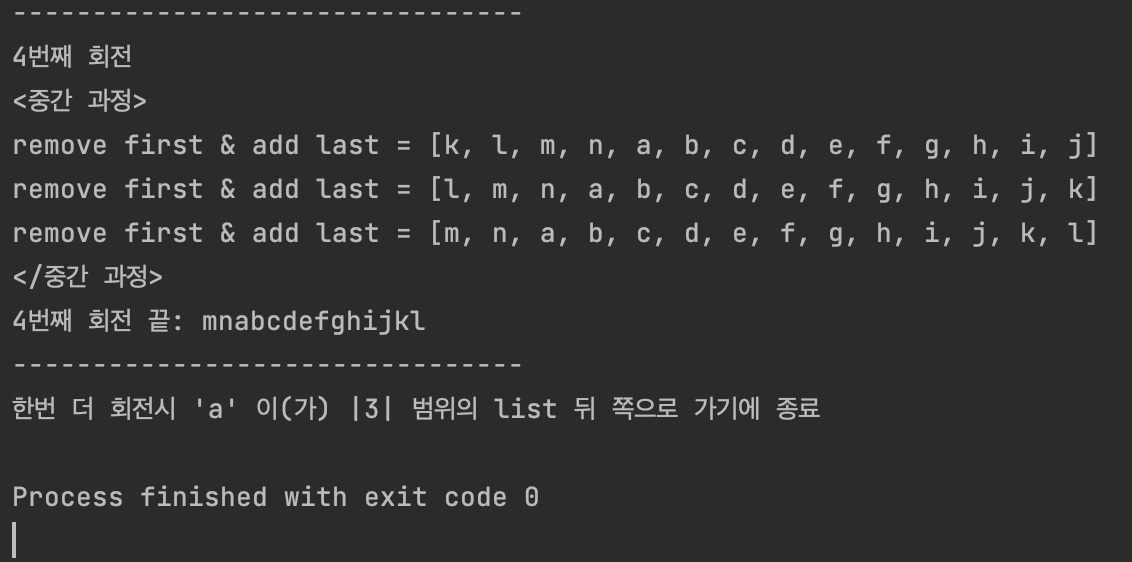 --------------------------------
4번째 회전
<중간 과정>
remove first & add last = [k, l, m, n, a, b, c, d, e, f, g, h, i, j]
remove first & add last = [l, m, n, a, b, c, d, e, f, g, h, i, j, k]
remove first & add last = [m, n, a, b, c, d, e, f, g, h, i, j, k, l]
</중간 과정>
4번째 회전 끝: mnabcdefghijkl
--------------------------------
한번 더 회전시 'a' 이(가) |3| 범위의 list 뒤 쪽으로 가기에 종료
Process finished with exit code 0